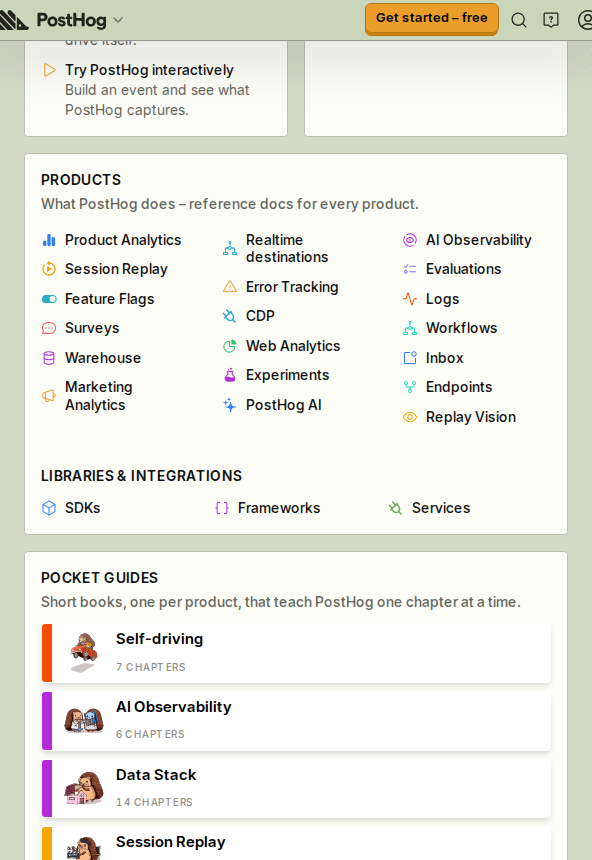 PostHog
Get started – free
drive itself.
Try PostHog interactively
Build an event and see what
PostHog captures.
PRODUCTS
What PostHog does – reference docs for every product.
Product Analytics
Session Replay
Feature Flags
Surveys
Warehouse
Marketing
Analytics
Realtime
destinations
Error Tracking
CDP
Web Analytics
Experiments
PostHog AI
AI Observability
Evaluations
Logs
Workflows
Inbox
Endpoints
Replay Vision
LIBRARIES & INTEGRATIONS
SDKs
Frameworks
Services
POCKET GUIDES
Short books, one per product, that teach PostHog one chapter at a time.
Self-driving
7 CHAPTERS
AI Observability
6 CHAPTERS
Data Stack
14 CHAPTERS
Session Replay